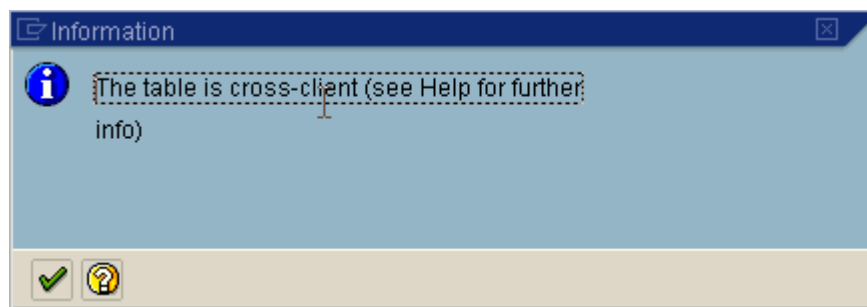 Information
The table is cross-client (see Help for further
info)